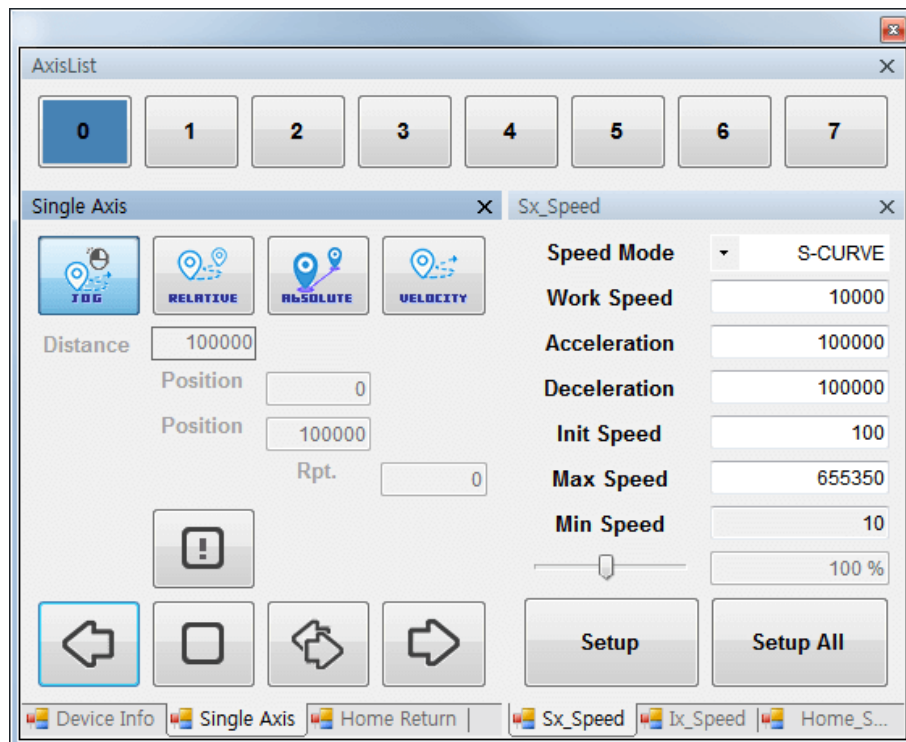 AxisList
0 1 2 3 4 5 6 7
Single Axis
JOG RELATIVE AbSOLUTE VELOCITY
Distance 100000
Position 0
Position 100000
Rpt. 0
Device Info Single Axis Home Return
Sx_Speed
Speed Mode S-CURVE
Work Speed 10000
Acceleration 100000
Deceleration 100000
Init Speed 100
Max Speed 655350
Min Speed 10
100 %
Setup Setup All
Sx_Speed Ix_Speed Home_S...